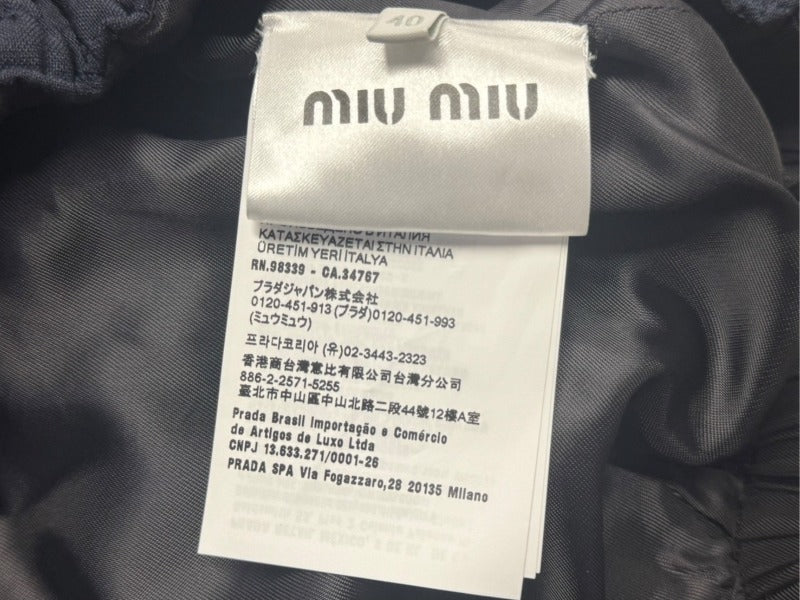 40
MIU MIU
ΚΑΤΑΣΚΕΥΑΖΕΤΑΙ ΣΤΗΝ ΙΤΑΛΙΑ
ÜRETİM YERİ İTALYA
RN.98339 - CA.34767
プラダジャパン株式会社
0120-451-913 (プラダ)0120-451-993
(ミュウミュウ)
프라다코리아 (유)02-3443-2323
香港商台灣惠比有限公司台灣分公司
886-2-2571-5255
臺北市中山區中山北路二段44號12樓A室
Prada Brasil Importação e Comércio
de Artigos de Luxo Ltda
CNPJ 13.633.271/0001-26
PRADA SPA Via Fogazzaro,28 20135 Milano